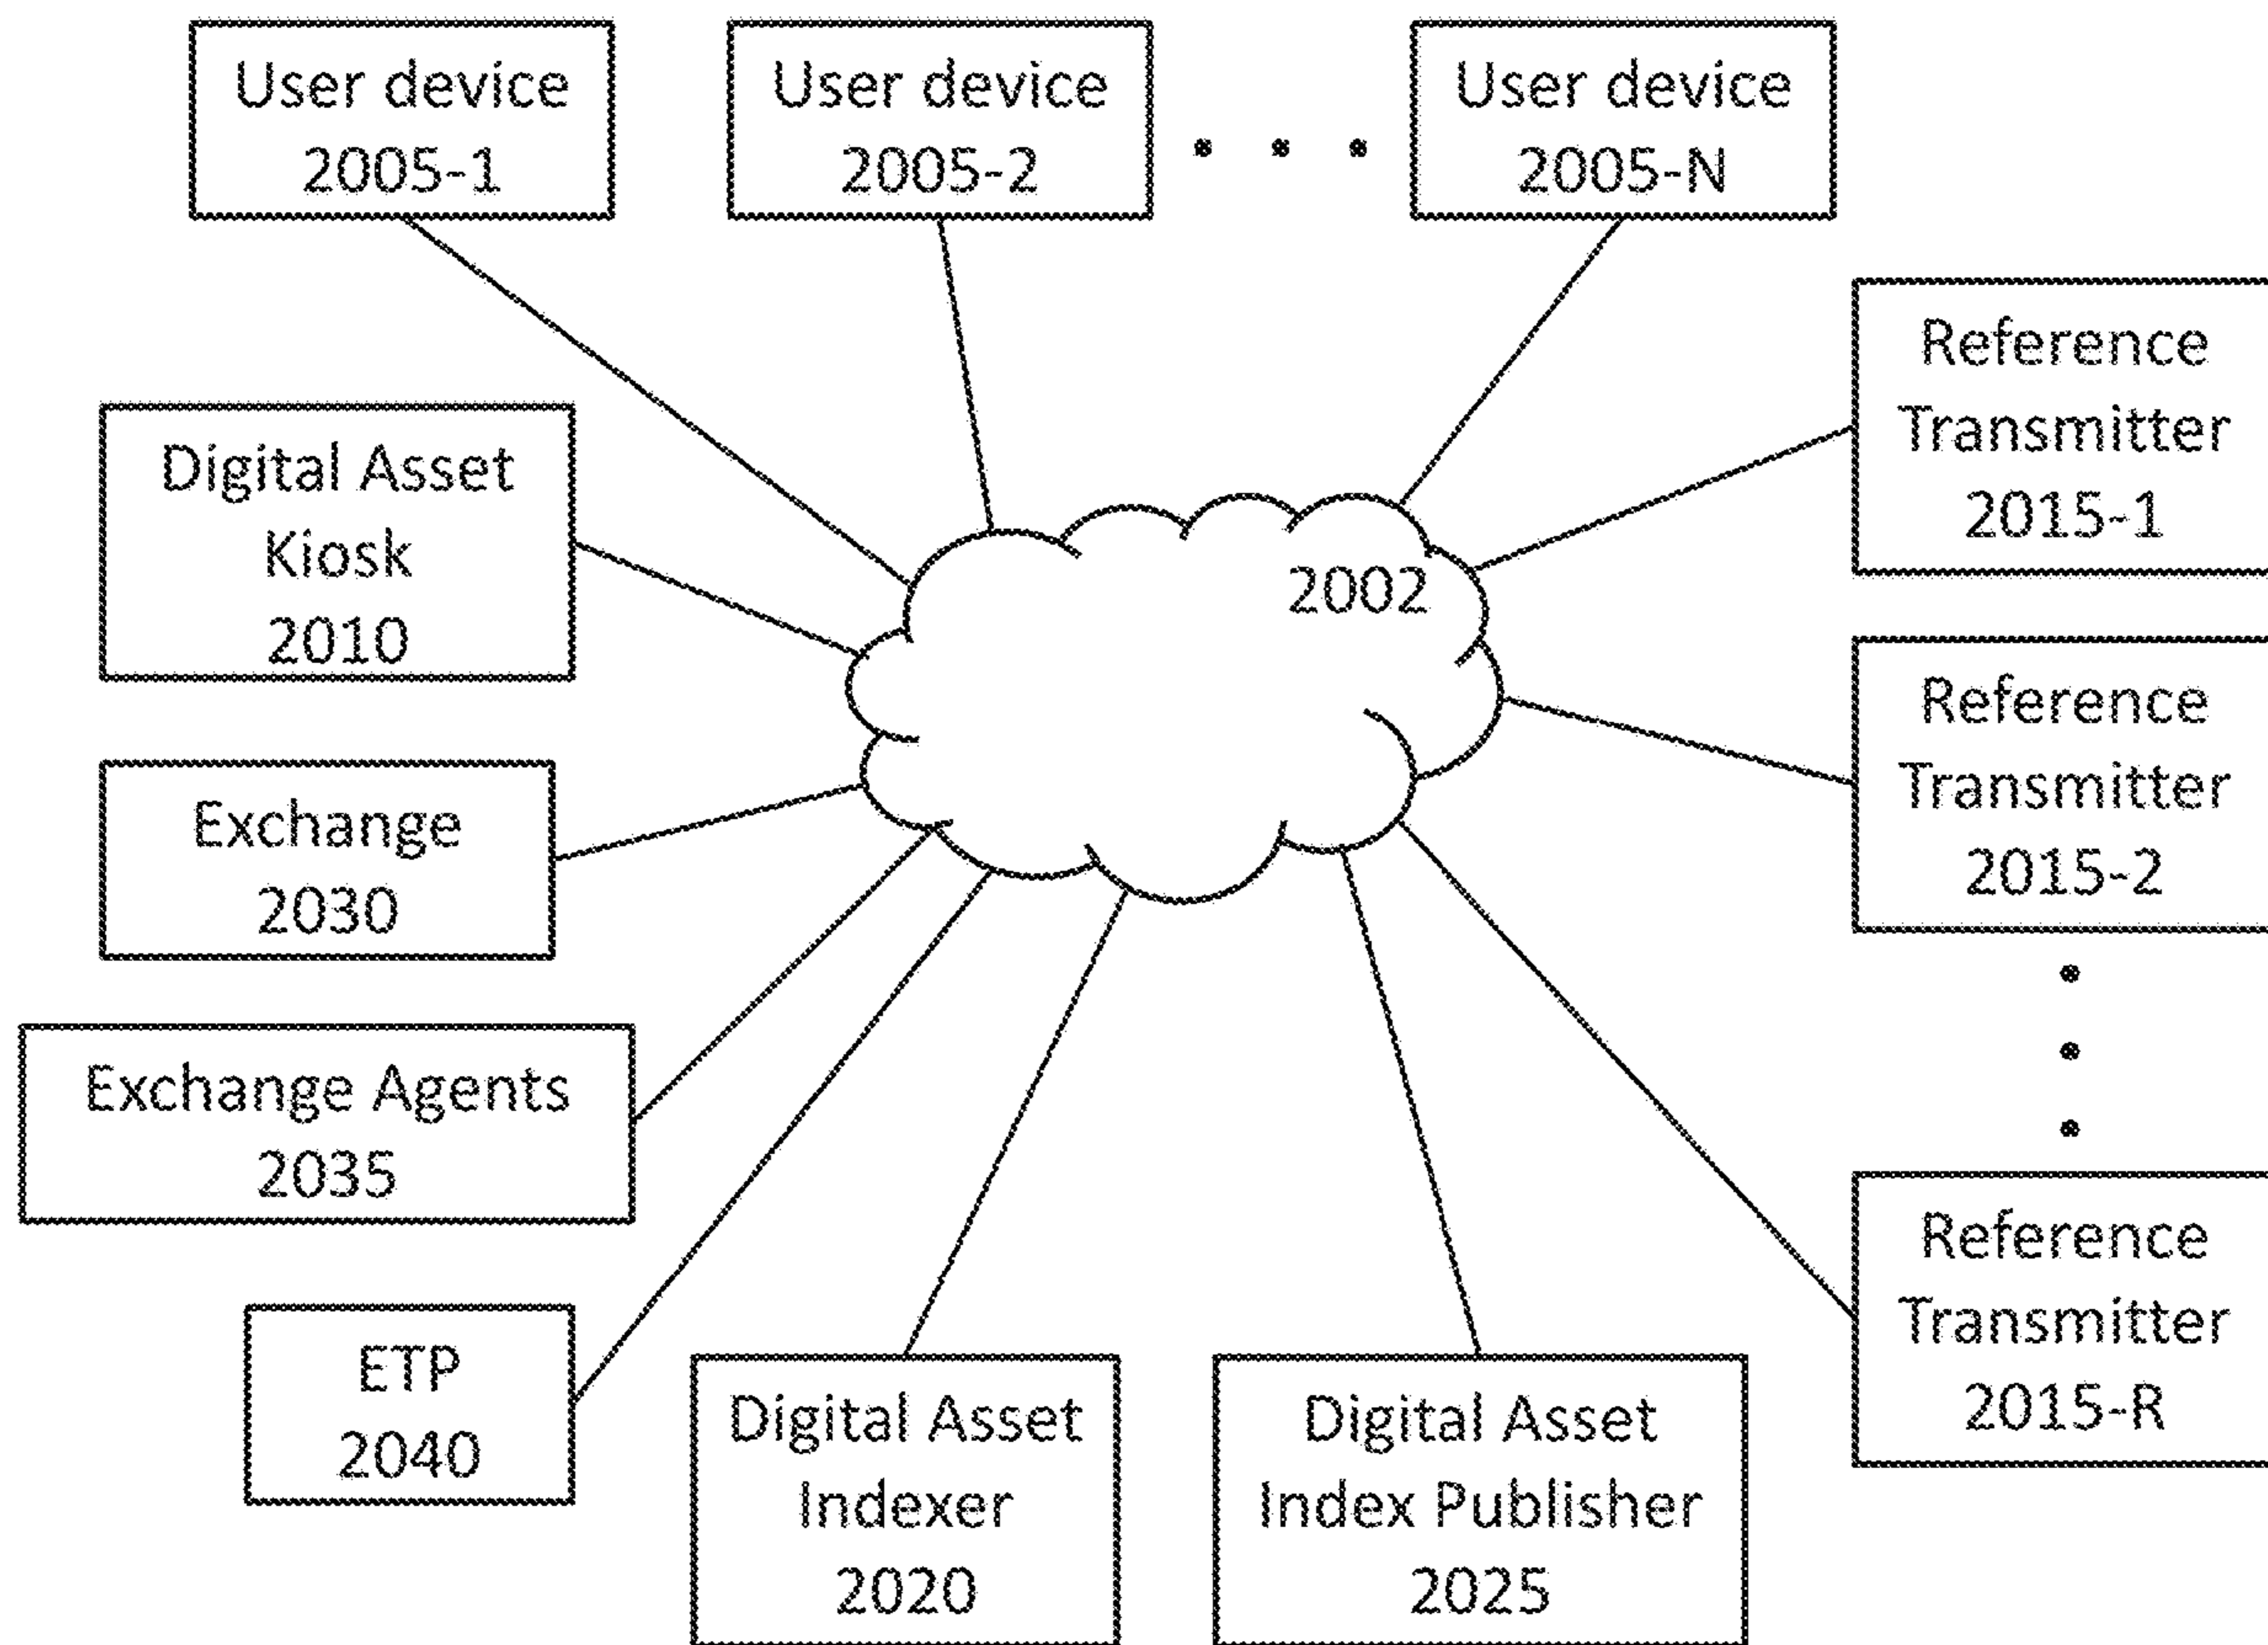 User device
2005-1
User device
2005-2
User device
2005-N
Reference
Transmitter
2015-1
Digital Asset
Kiosk
2010
2002
Reference
Transmitter
2015-2
Exchange
2030
Exchange Agents
2035
Reference
Transmitter
2015-R
ETP
2040
Digital Asset
Indexer
2020
Digital Asset
Index Publisher
2025